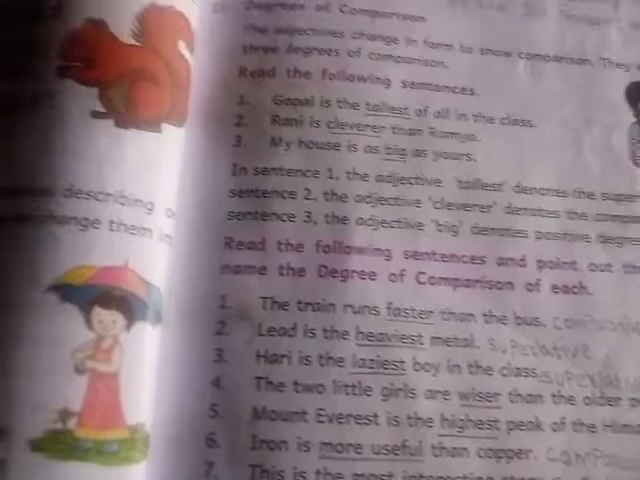 Degrees of Comparison
The adjectives change in form to show comparison. They
three degrees of comparison.
Read the following sentences.
1. Gopal is the tallest of all in the class.
2. Rani is cleverer than Ramya.
3. My house is as big as yours.
In sentence 1, the adjective 'tallest' denotes the
sentence 2, the adjective 'cleverer' denotes the
sentence 3, the adjective 'big' denotes positive
Read the following sentences and point out
name the Degree of Comparison of each.
1. The train runs faster than the bus.
2. Lead is the heaviest metal. Superlative
3. Hari is the laziest boy in the class.
4. The two little girls are wiser than the older
5. Mount Everest is the highest peak of the
6. Iron is more useful than copper.
7. This is the most interesting
describing
change them